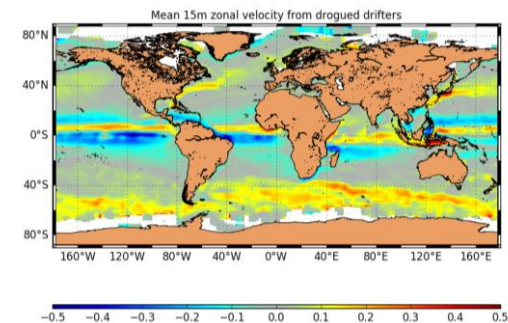 Mean 15m zonal velocity from drogued drifters
80°N
40°N
0°S
40°S
80°S
160°W 120°W 80°W 40°W 0°W 40°E 80°E 120°E 160°E
−0.5 −0.4 −0.3 −0.2 −0.1 0.0 0.1 0.2 0.3 0.4 0.5